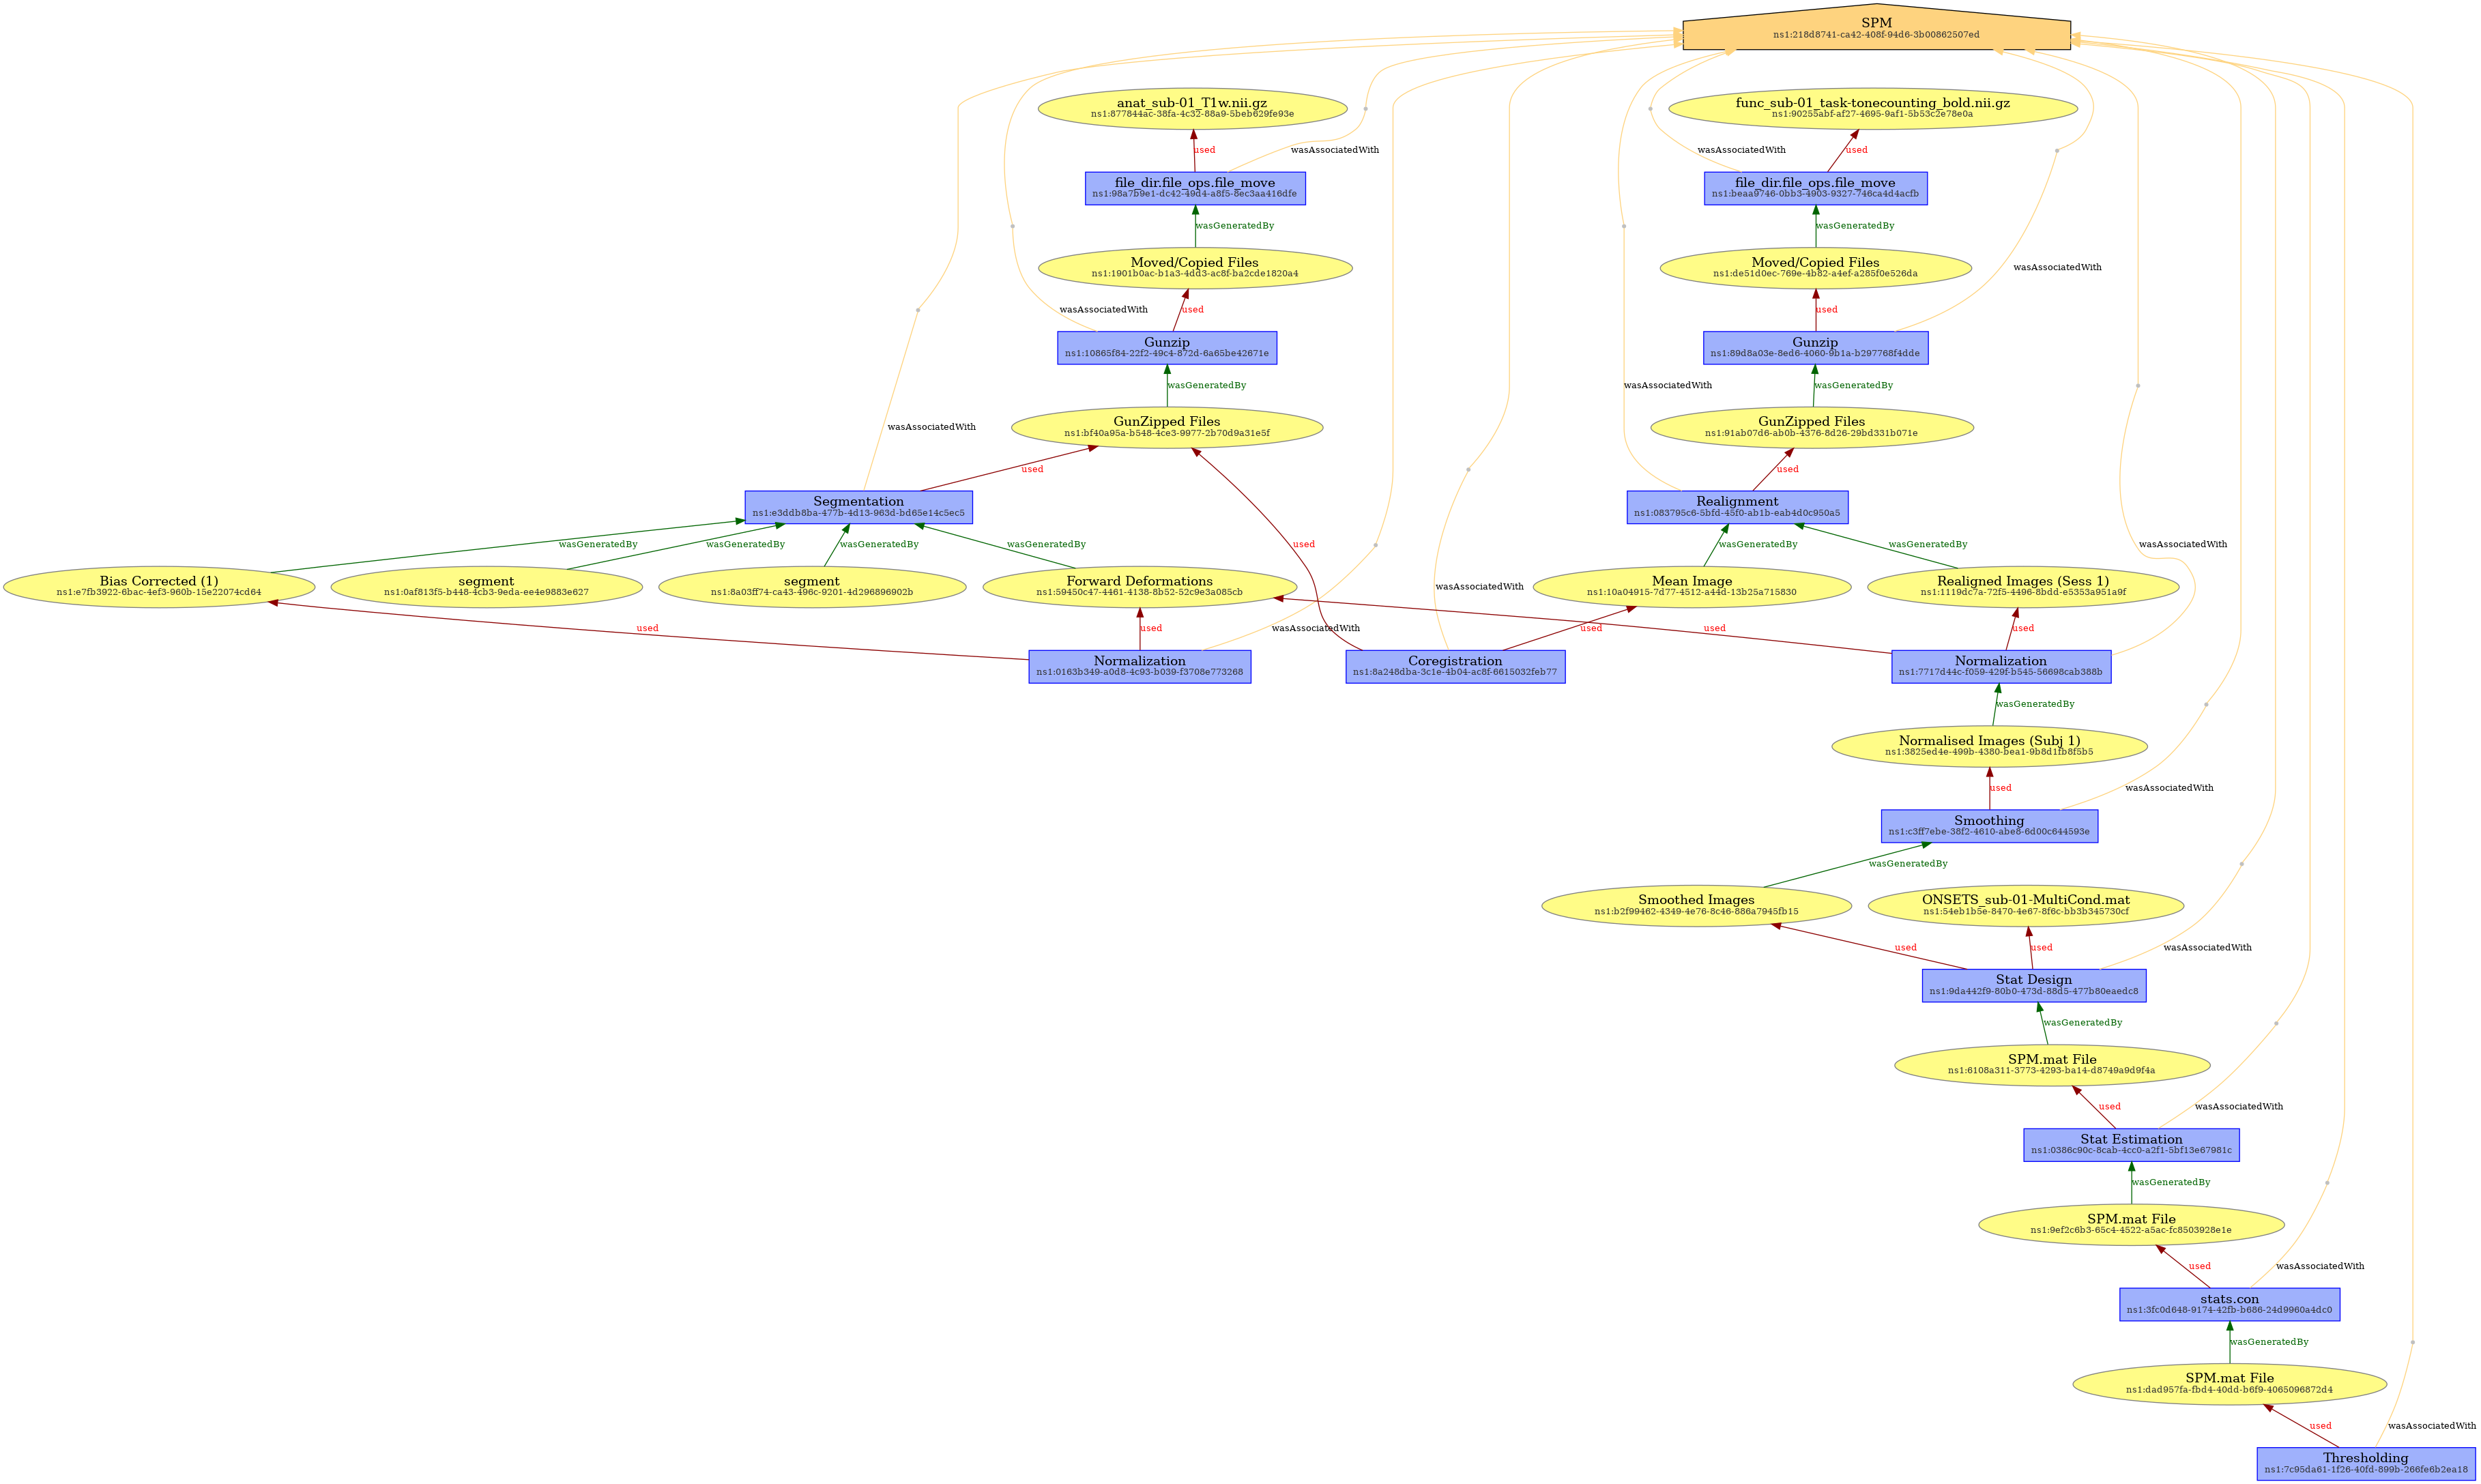 SPM
ns1:218d8741-ca42-408f-94d6-3b00862507ed
anat_sub-01_T1w.nii.gz
ns1:877844ac-38fa-4c32-88a9-5beb629fe93e
func_sub-01_task-tonecounting_bold.nii.gz
ns1:90255abf-af27-4695-9af1-5b53c2e78e0a
used
wasAssociatedWith
wasAssociatedWith
used
file_dir.file_ops.file_move
ns1:98a7b9e1-dc42-49d4-a8f5-8ec3aa416dfe
file_dir.file_ops.file_move
ns1:beaa9746-0bb3-4903-9327-746ca4d4acfb
wasGeneratedBy
wasGeneratedBy
Moved/Copied Files
ns1:1901b0ac-b1a3-4dd3-ac8f-ba2cde1820a4
Moved/Copied Files
ns1:de51d0ec-769e-4b82-a4ef-a285f0e526da
wasAssociatedWith
wasAssociatedWith
used
used
Gunzip
ns1:10865f84-22f2-49c4-872d-6a65be42671e
Gunzip
ns1:89d8a03e-8ed6-4060-9b1a-b297768f4dde
wasGeneratedBy
wasAssociatedWith
wasGeneratedBy
GunZipped Files
ns1:bf40a95a-b548-4ce3-9977-2b70d9a31e5f
GunZipped Files
ns1:91ab07d6-ab0b-4376-8d26-29bd331b071e
wasAssociatedWith
used
used
Segmentation
ns1:e3ddb8ba-477b-4d13-963d-bd65e14c5ec5
Realignment
ns1:083795c6-5bfd-45f0-ab1b-eab4d0c950a5
wasGeneratedBy
wasGeneratedBy
wasGeneratedBy
wasGeneratedBy
used
wasGeneratedBy
wasGeneratedBy
wasAssociatedWith
Bias Corrected (1)
ns1:e7fb3922-6bac-4ef3-960b-15e22074cd64
segment
ns1:0af813f5-b448-4cb3-9eda-ee4e9883e627
segment
ns1:8a03ff74-ca43-496c-9201-4d296896902b
Forward Deformations
ns1:59450c47-4461-4138-8b52-52c9e3a085cb
wasAssociatedWith
Mean Image
ns1:10a04915-7d77-4512-a44d-13b25a715830
Realigned Images (Sess 1)
ns1:1119dc7a-72f5-4496-8bdd-e5353a951a9f
used
used
wasAssociatedWith
used
used
used
Normalization
ns1:0163b349-a0d8-4c93-b039-f3708e773268
Coregistration
ns1:8a248dba-3c1e-4b04-ac8f-6615032feb77
Normalization
ns1:7717d44c-f059-429f-b545-56698cab388b
wasGeneratedBy
Normalised Images (Subj 1)
ns1:3825ed4e-499b-4380-bea1-9b8d1fb8f5b5
used
wasAssociatedWith
Smoothing
ns1:c3ff7ebe-38f2-4610-abe8-6d00c644593e
wasGeneratedBy
Smoothed Images
ns1:b2f99462-4349-4e76-8c46-886a7945fb15
ONSETS_sub-01-MultiCond.mat
ns1:54eb1b5e-8470-4e67-8f6c-bb3b345730cf
used
used
wasAssociatedWith
Stat Design
ns1:9da442f9-80b0-473d-88d5-477b80eaedc8
wasGeneratedBy
SPM.mat File
ns1:6108a311-3773-4293-ba14-d8749a9d9f4a
used
wasAssociatedWith
Stat Estimation
ns1:0386c90c-8cab-4cc0-a2f1-5bf13e67981c
wasGeneratedBy
SPM.mat File
ns1:9ef2c6b3-65c4-4522-a5ac-fc8503928e1e
used
wasAssociatedWith
stats.con
ns1:3fc0d648-9174-42fb-b686-24d9960a4dc0
wasGeneratedBy
SPM.mat File
ns1:dad957fa-fbd4-40dd-b6f9-4065096872d4
used
wasAssociatedWith
Thresholding
ns1:7c95da61-1f26-40fd-899b-266fe6b2ea18